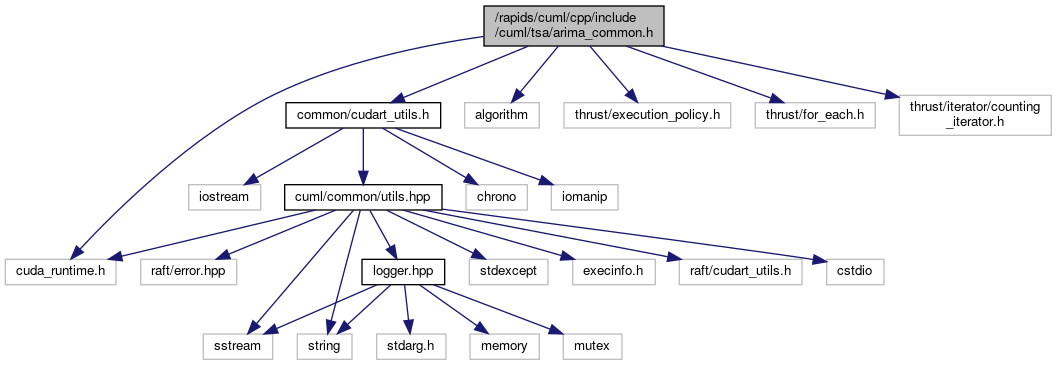 /rapids/cuml/cpp/include
/cuml/tsa/arima_common.h
common/cudart_utils.h
algorithm
thrust/execution_policy.h
thrust/for_each.h
thrust/iterator/counting
_iterator.h
iostream
cuml/common/utils.hpp
chrono
iomanip
cuda_runtime.h
raft/error.hpp
logger.hpp
stdexcept
execinfo.h
raft/cudart_utils.h
cstdio
sstream
string
stdarg.h
memory
mutex